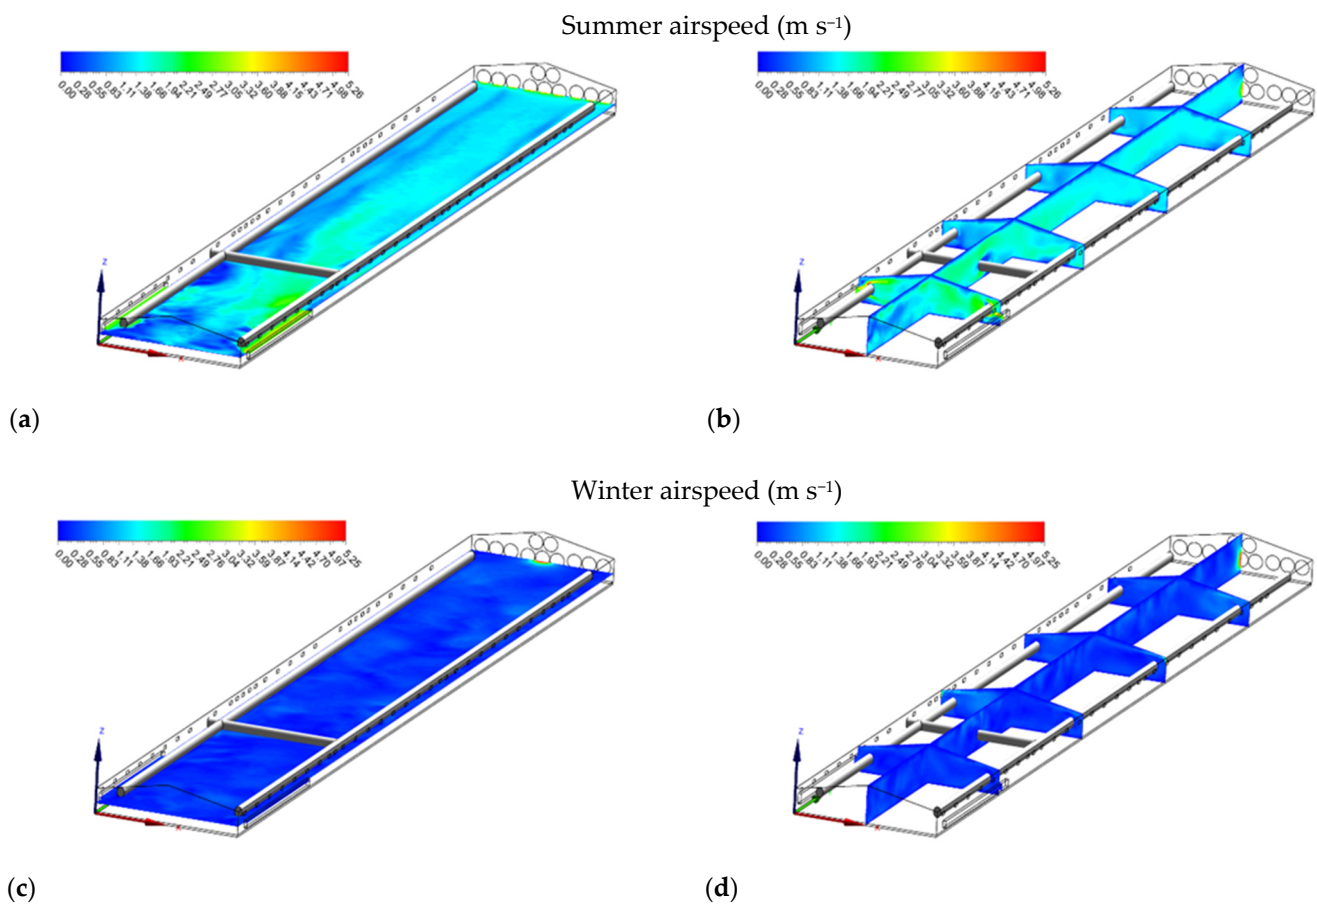 Summer airspeed (m s⁻¹)
0.00 0.28 0.55 0.83 1.11 1.38 1.66 1.94 2.21 2.49 2.77 3.05 3.32 3.60 3.88 4.15 4.43 4.71 4.98 5.26
0.00 0.28 0.55 0.83 1.11 1.38 1.66 1.94 2.21 2.49 2.77 3.05 3.32 3.60 3.88 4.15 4.43 4.71 4.98 5.26
Z
Z
X
X
(a)
(b)
Winter airspeed (m s⁻¹)
0.00 0.28 0.55 0.83 1.11 1.38 1.66 1.93 2.21 2.49 2.76 3.04 3.32 3.59 3.87 4.14 4.42 4.70 4.97 5.25
0.00 0.28 0.55 0.83 1.11 1.38 1.66 1.93 2.21 2.49 2.76 3.04 3.32 3.59 3.87 4.14 4.42 4.70 4.97 5.25
Z
Z
X
X
(c)
(d)